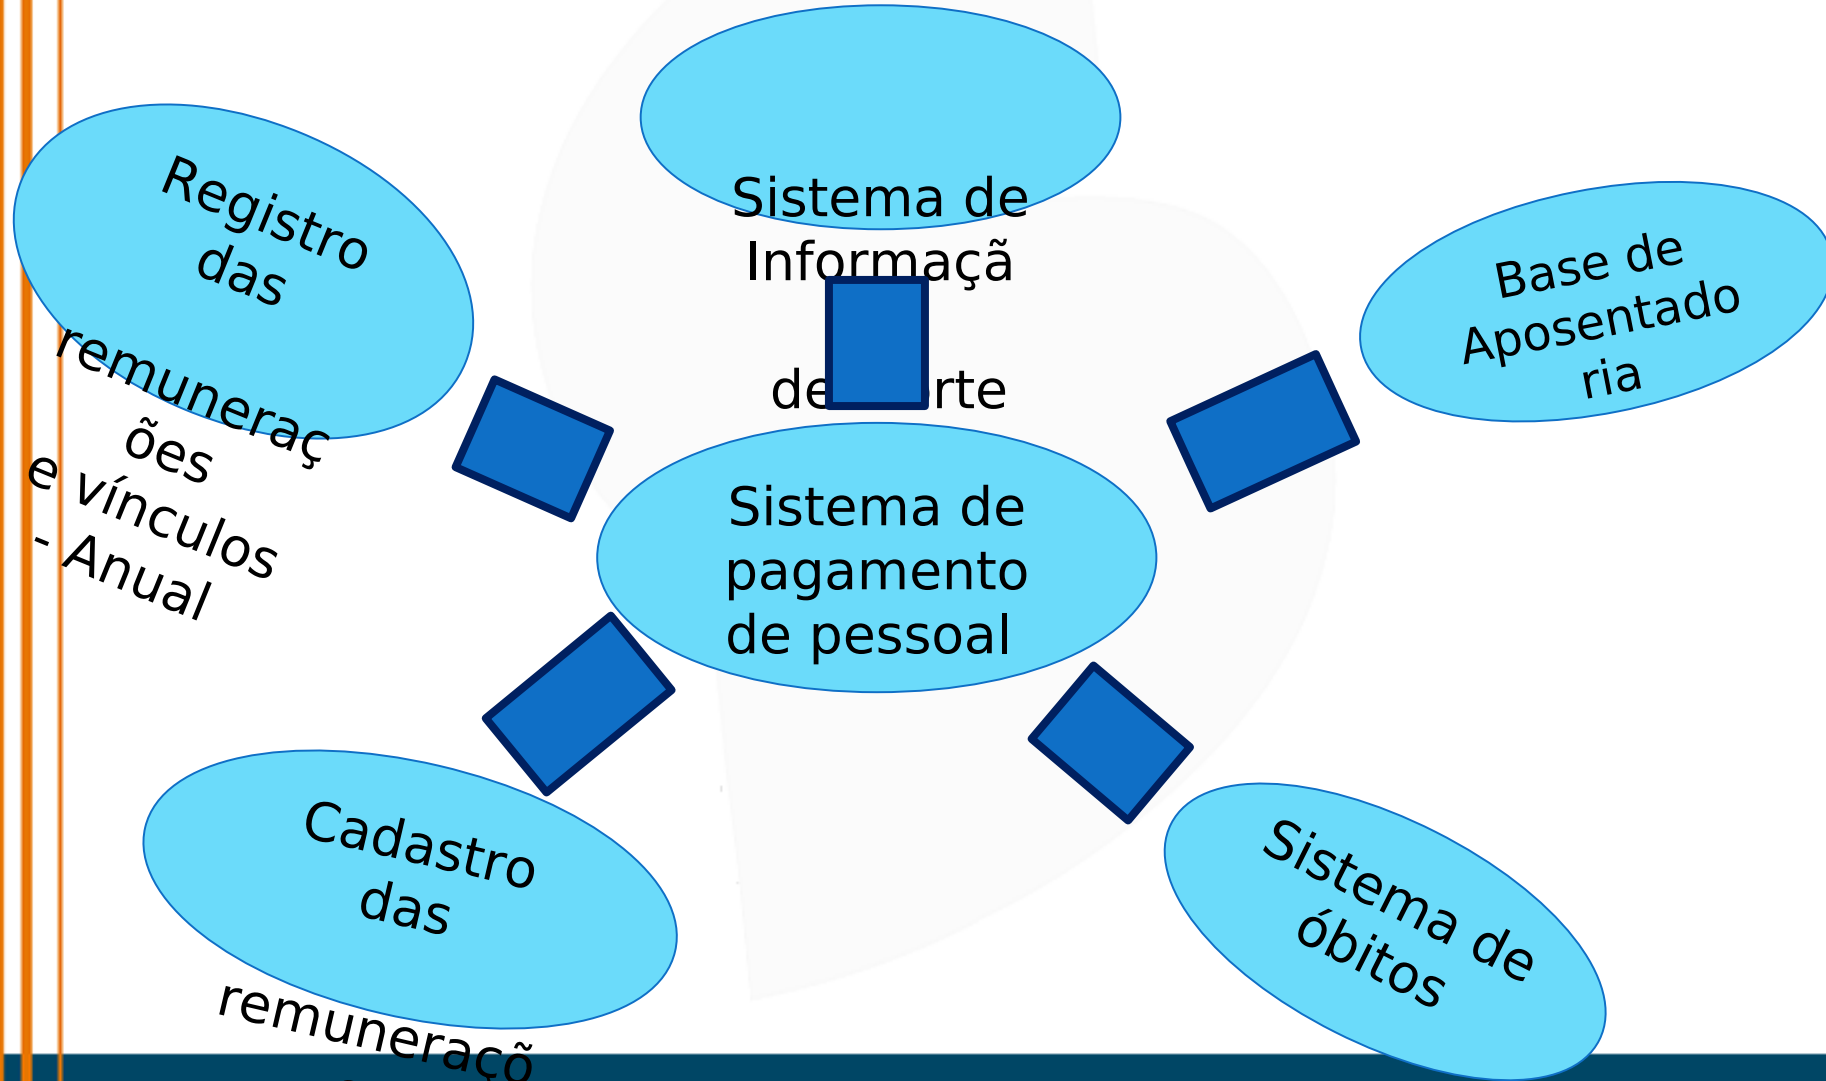 Sistema de
Informaçã
de
rte
Registro
das
remuneraç
ões
e vínculos
- Anual
Base de
Aposentado
ria
Sistema de
pagamento
de pessoal
Cadastro
das
remuneraçõ
Sistema de
óbitos